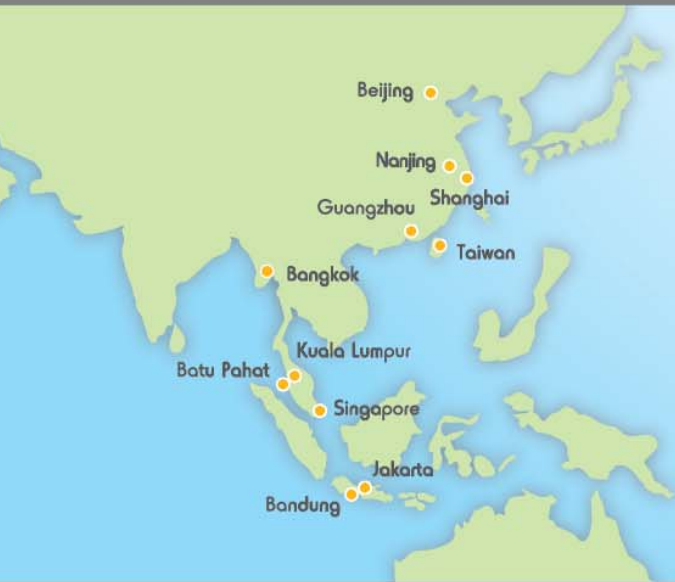 Beijing
Nanjing
Shanghai
Guangzhou
Taiwan
Bangkok
Kuala Lumpur
Batu Pahat
Singapore
Jakarta
Bandung